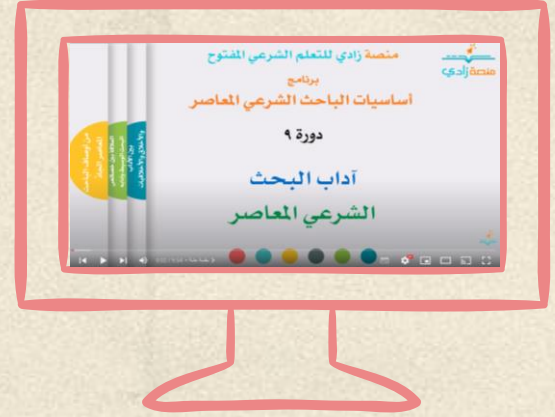 منصة زادي للتعلم الشرعي المفتوح
منصة زادي
برنامج
أساسيات الباحث الشرعي المعاصر
دورة ٩
آداب البحث
الشرعي المعاصر